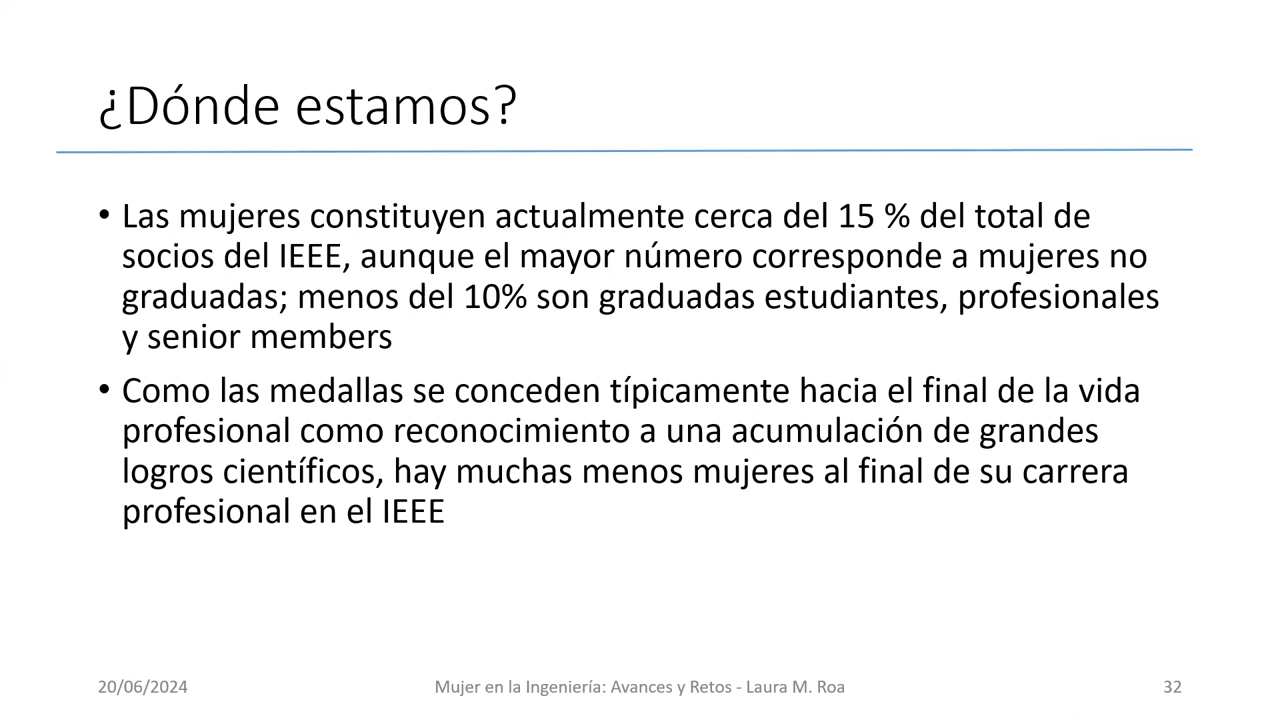 ¿Dónde estamos?
• Las mujeres constituyen actualmente cerca del 15 % del total de
socios del IEEE, aunque el mayor número corresponde a mujeres no
graduadas; menos del 10% son graduadas estudiantes, profesionales
y senior members
• Como las medallas se conceden típicamente hacia el final de la vida
profesional como reconocimiento a una acumulación de grandes
logros científicos, hay muchas menos mujeres al final de su carrera
profesional en el IEEE
20/06/2024
Mujer en la Ingeniería: Avances y Retos - Laura M. Roa
32